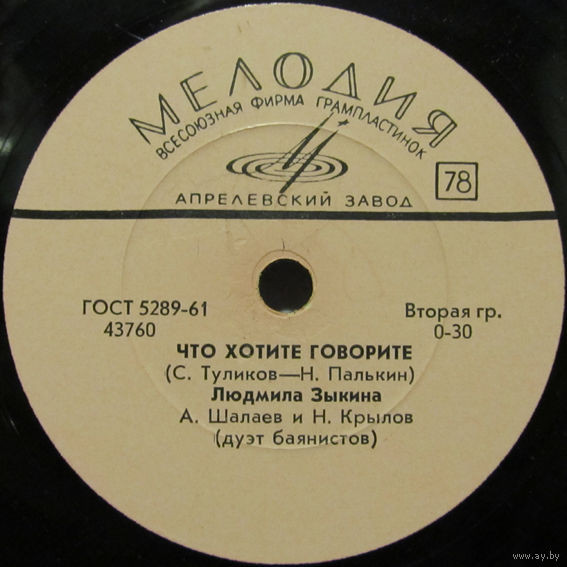 МЕЛОДИЯ
ВСЕСОЮЗНАЯ ФИРМА ГРАМПЛАСТИНОК
78
АПРЕЛЕВСКИЙ ЗАВОД
ГОСТ 5289-61
43760
Вторая гр.
0-30
ЧТО ХОТИТЕ ГОВОРИТЕ
(С. Туликов—Н. Палькин)
Людмила Зыкина
А. Шалаев и Н. Крылов
(дуэт баянистов)
www.ay.by